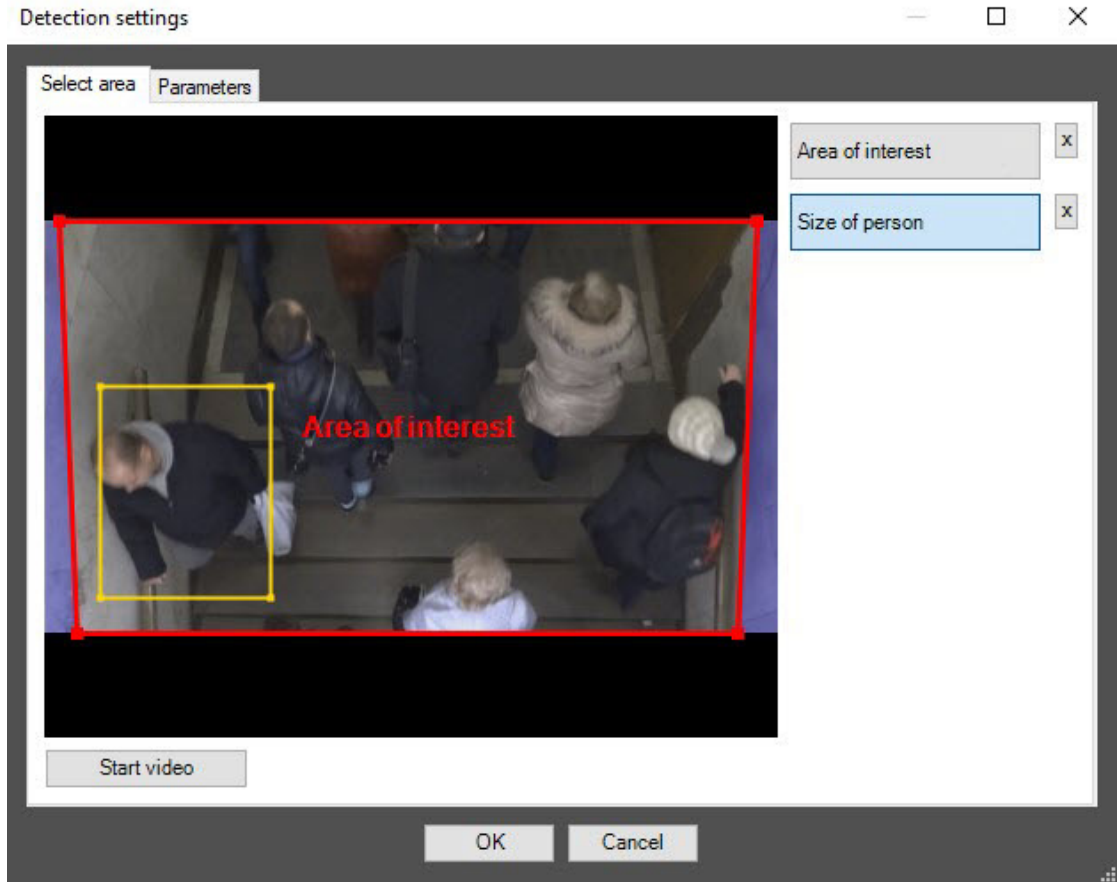 Detection settings
Select area
Parameters
Area of interest
x
Size of person
x
Area of interest
Start video
OK
Cancel